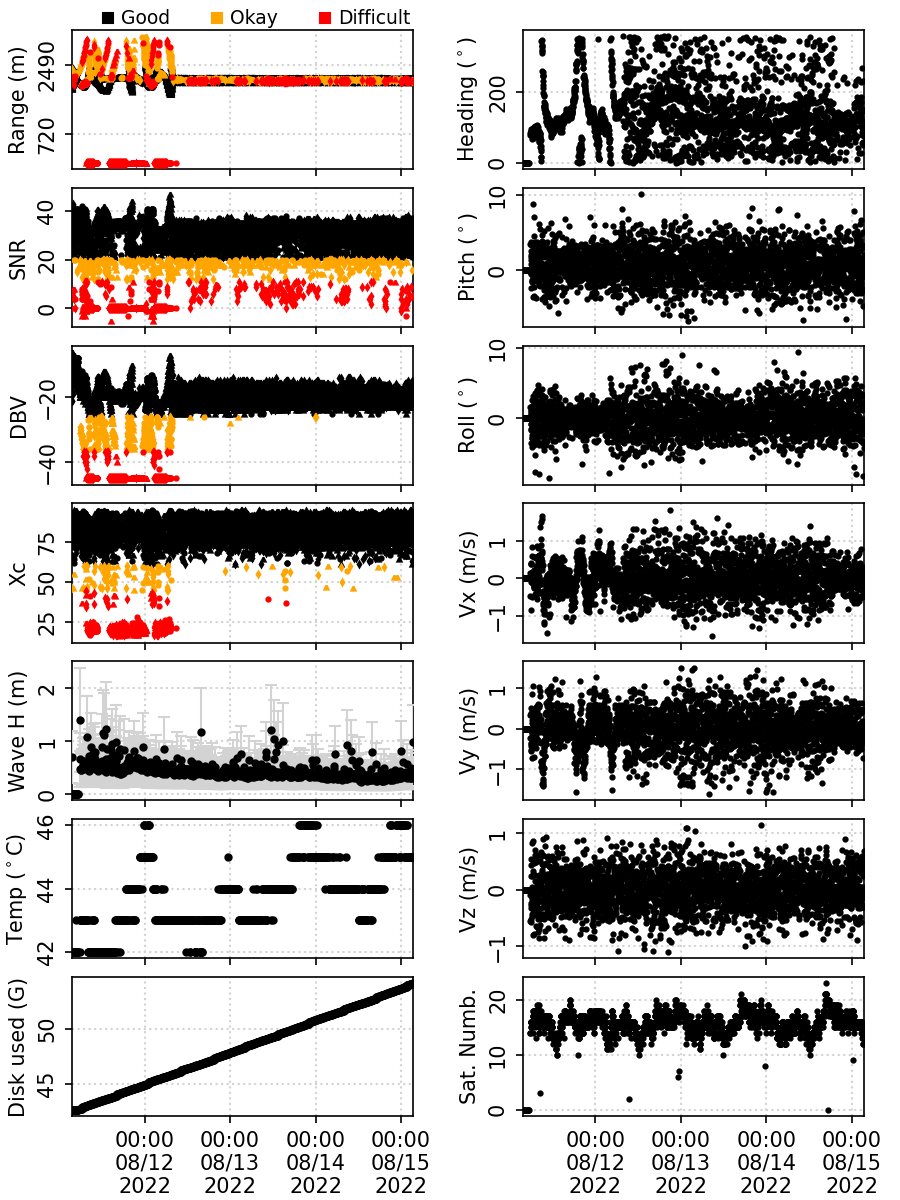 Good Okay Difficult
Range (m)
2490
720
Heading (°)
200
0
SNR
40
20
0
Pitch (°)
10
0
DBV
−20
−40
Roll (°)
10
0
Xc
75
50
25
Vx (m/s)
1
0
−1
Wave H (m)
2
1
0
Vy (m/s)
1
0
−1
Temp (°C)
46
44
42
Vz (m/s)
1
0
−1
Disk used (G)
50
45
Sat. Numb.
20
10
0
00:00 00:00 00:00 00:00
08/12 08/13 08/14 08/15
2022 2022 2022 2022
00:00 00:00 00:00 00:00
08/12 08/13 08/14 08/15
2022 2022 2022 2022